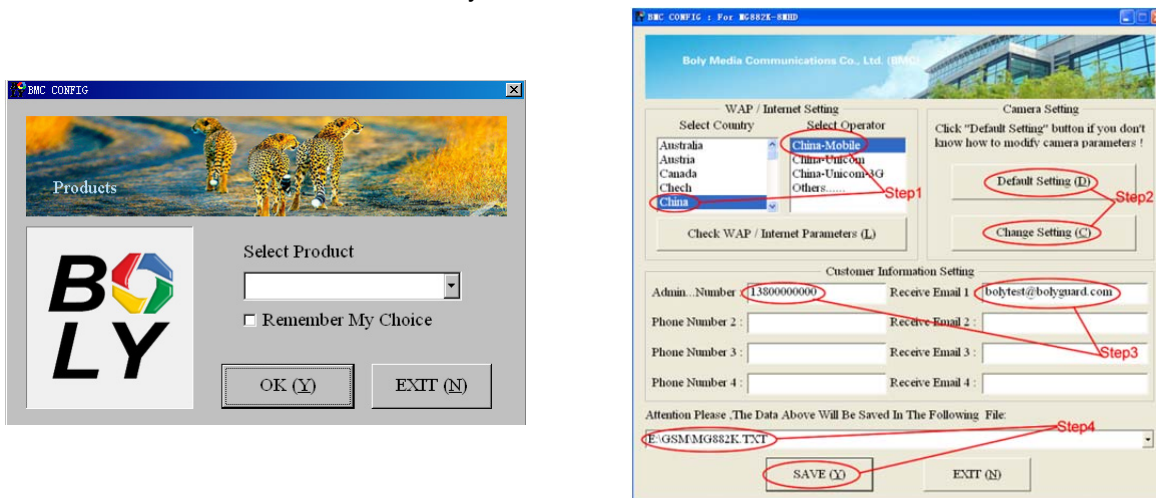 BMC CONFIG
Products
BOLY
Select Product
Remember My Choice
OK (Y)
EXIT (N)
BMC CONFIG : For MG882K-8MHD
Boly Media Communications Co., Ltd. (BMC)
WAP / Internet Setting
Select Country
Select Operator
Australia
Austria
Canada
Chech
China
China-Mobile
China-Unicom
China-Unicom-3G
Others......
Step1
Check WAP / Internet Parameters (L)
Camera Setting
Click "Default Setting" button if you don't
know how to modify camera parameters !
Default Setting (D)
Step2
Change Setting (C)
Customer Information Setting
Admin...Number : 13800000000
Receive Email 1 : bolytest@bolyguard.com
Phone Number 2 :
Receive Email 2 :
Phone Number 3 :
Receive Email 3 :
Step3
Phone Number 4 :
Receive Email 4 :
Attention Please ,The Data Above Will Be Saved In The Following File:
Step4
E:\GSM\MG882K.TXT
SAVE (Y)
EXIT (N)